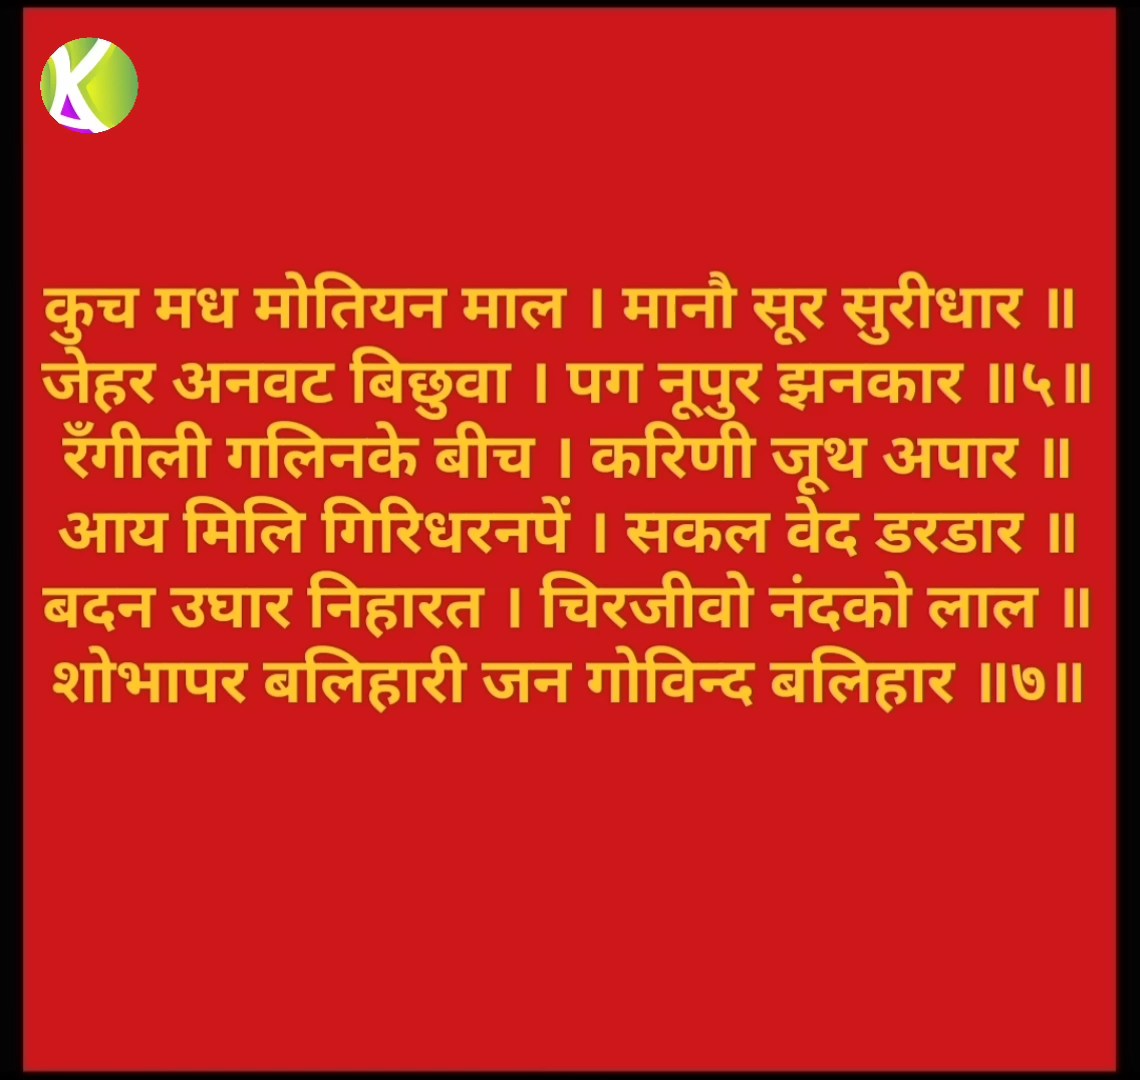 कुच मध मोतियन माल । मानौ सूर सुरीधार ॥
जेहर अनवट बिछुवा । पग नूपुर झनकार ॥५॥
रँगीली गलिनके बीच । करिणी जूथ अपार ॥
आय मिलि गिरिधरनपें । सकल वेद डरडार ॥
बदन उघार निहारत । चिरजीवो नंदको लाल ॥
शोभापर बलिहारी जन गोविन्द बलिहार ॥७॥